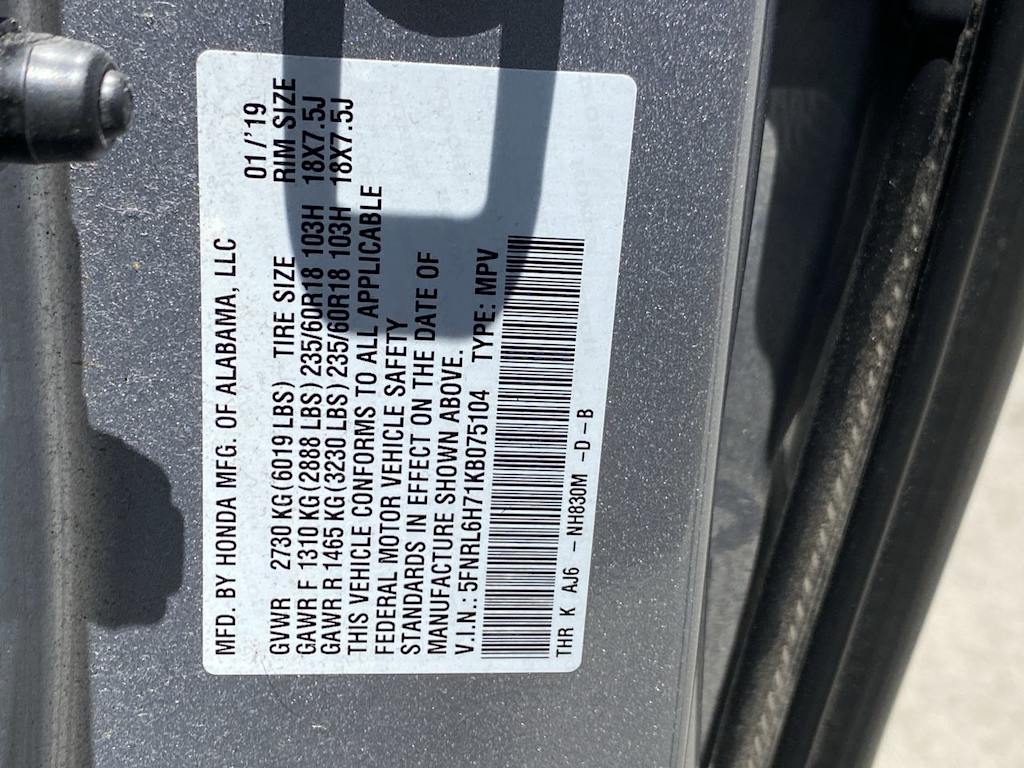 MFD. BY HONDA MFG. OF ALABAMA, LLC 01/'19
GVWR 2730 KG(6019 LBS) TIRE SIZE RIM SIZE
GAWR F 1310 KG(2888 LBS) 235/60R18 103H 18X7.5J
GAWR R 1465 KG(3230 LBS) 235/60R18 103H 18X7.5J
THIS VEHICLE CONFORMS TO ALL APPLICABLE
FEDERAL MOTOR VEHICLE SAFETY
STANDARDS IN EFFECT ON THE DATE OF
MANUFACTURE SHOWN ABOVE.
V.I.N.: 5FNRL6H71KB075104 TYPE: MPV
THR K AJ6 -NH830M -D-B